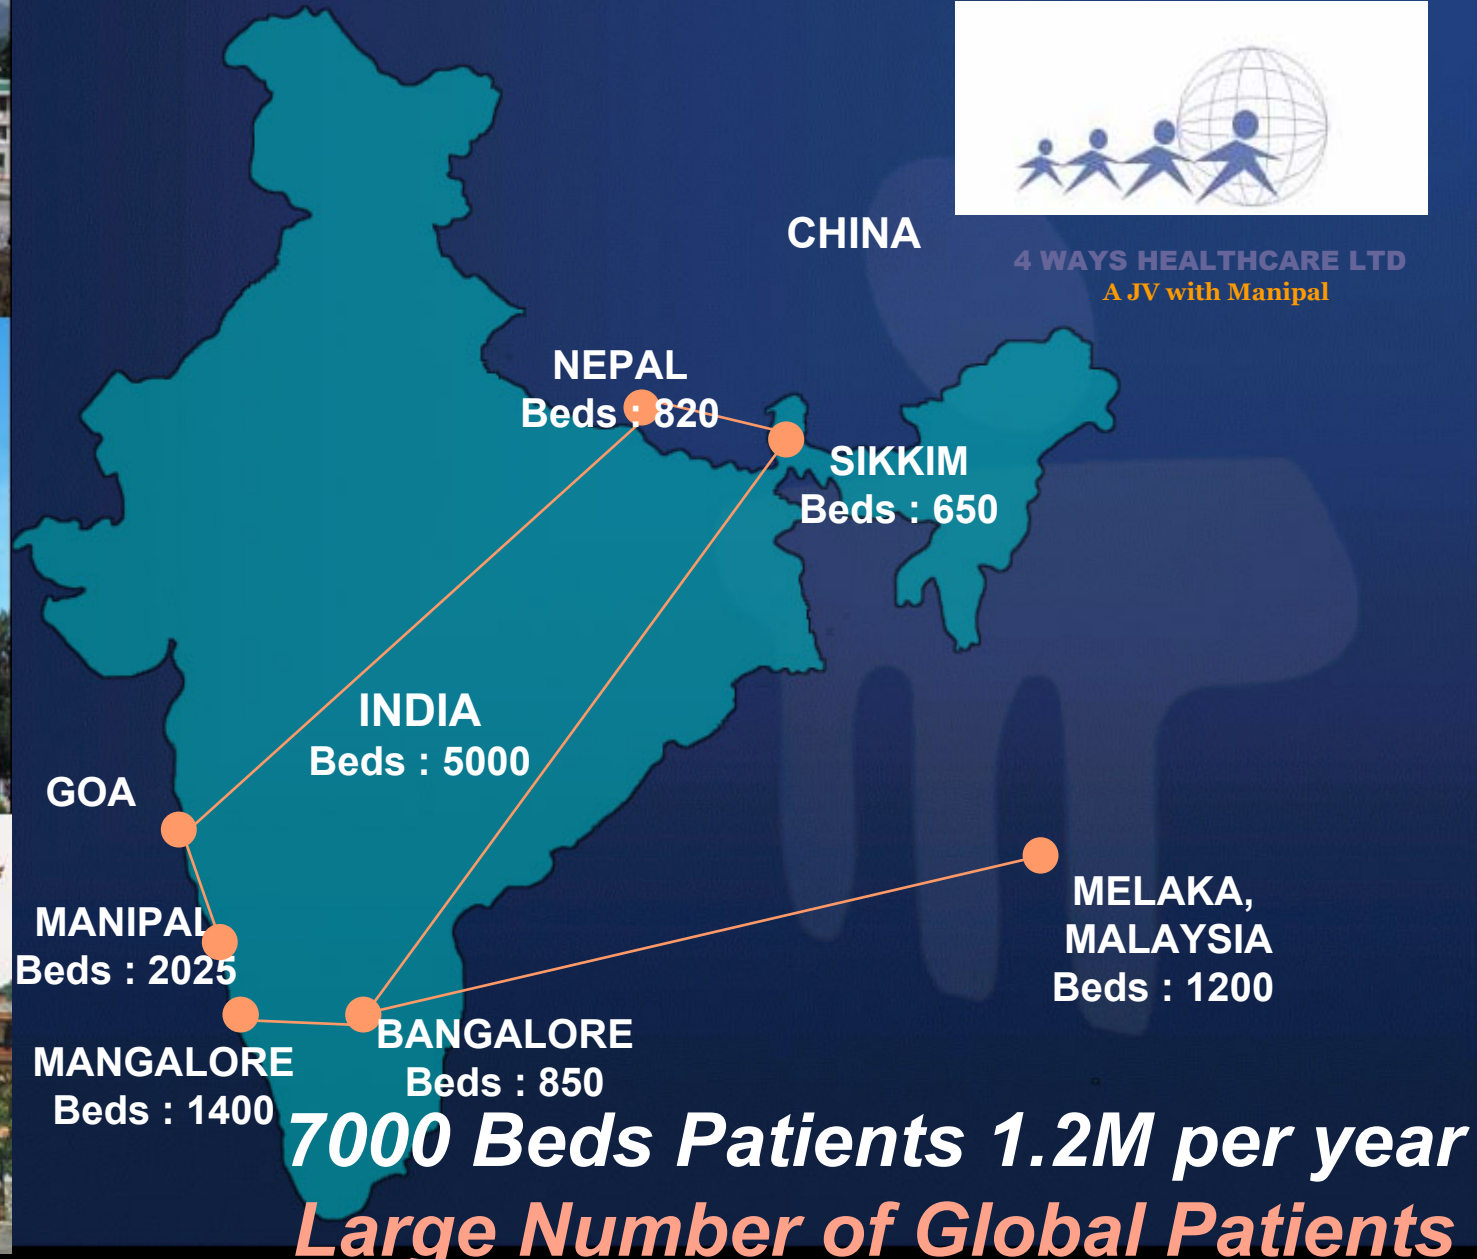 CHINA
4 WAYS HEALTHCARE LTD
A JV with Manipal
NEPAL
Beds : 820
SIKKIM
Beds : 650
INDIA
Beds : 5000
GOA
MANIPAL
Beds : 2025
MELAKA,
MALAYSIA
Beds : 1200
BANGALORE
Beds : 850
MANGALORE
Beds : 1400
7000 Beds Patients 1.2M per year
Large Number of Global Patients